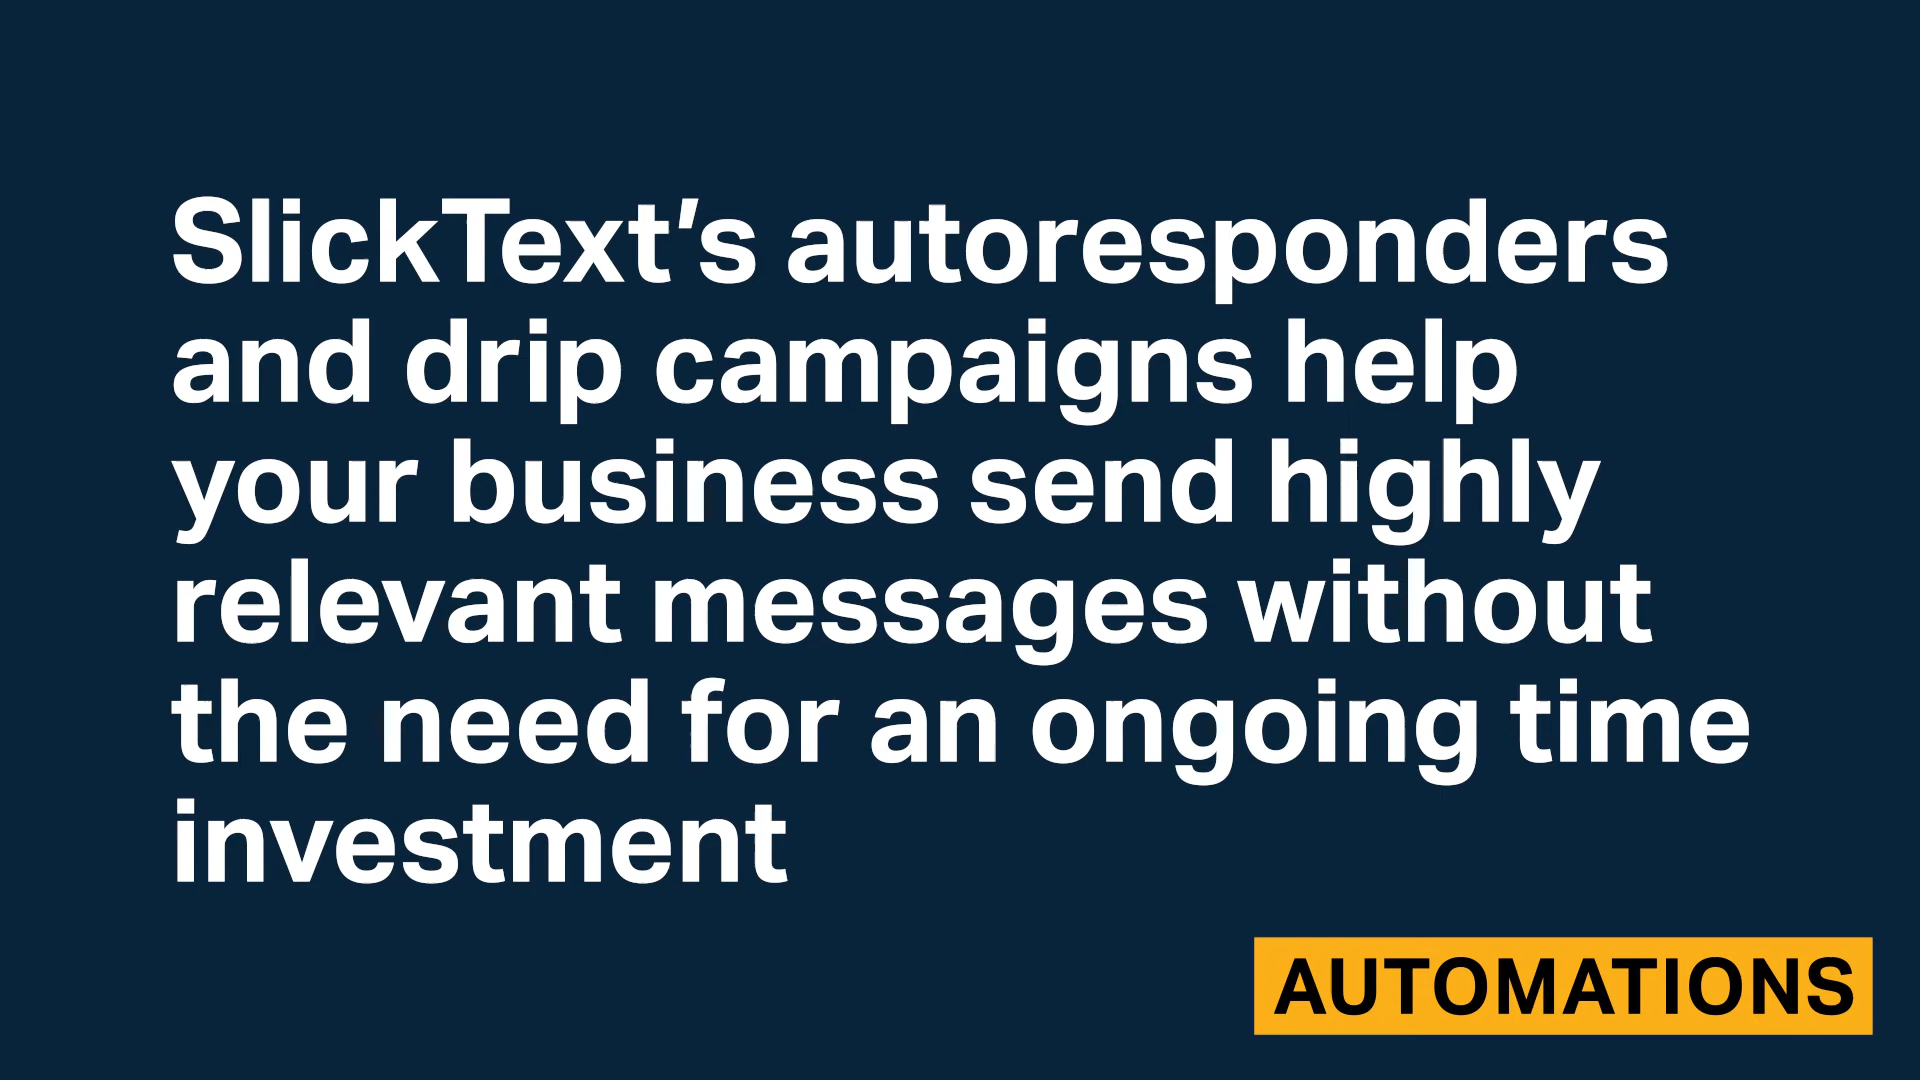 SlickText’s autoresponders
and drip campaigns help
your business send highly
relevant messages without
the need for an ongoing time
investment
AUTOMATIONS